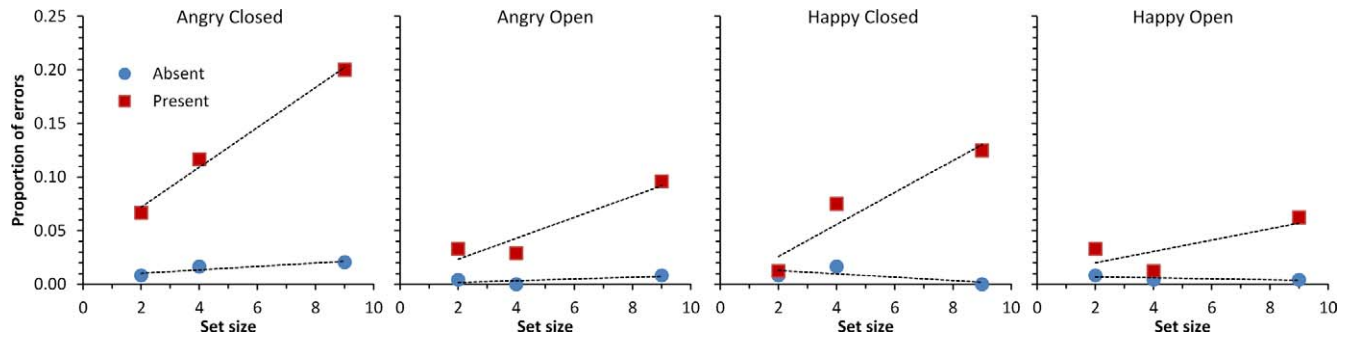 Angry Closed
Angry Open
Happy Closed
Happy Open
Proportion of errors
0.25
0.20
0.15
0.10
0.05
0.00
Absent
Present
0 2 4 6 8 10
0 2 4 6 8 10
0 2 4 6 8 10
0 2 4 6 8 10
Set size
Set size
Set size
Set size